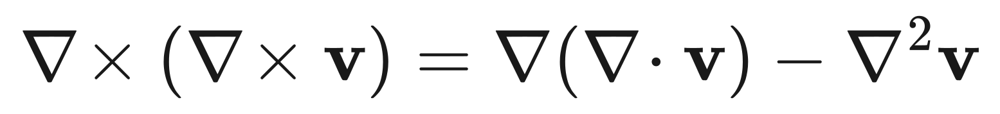 ∇ × (∇ × 𝐯) = ∇(∇ · 𝐯) − ∇²𝐯